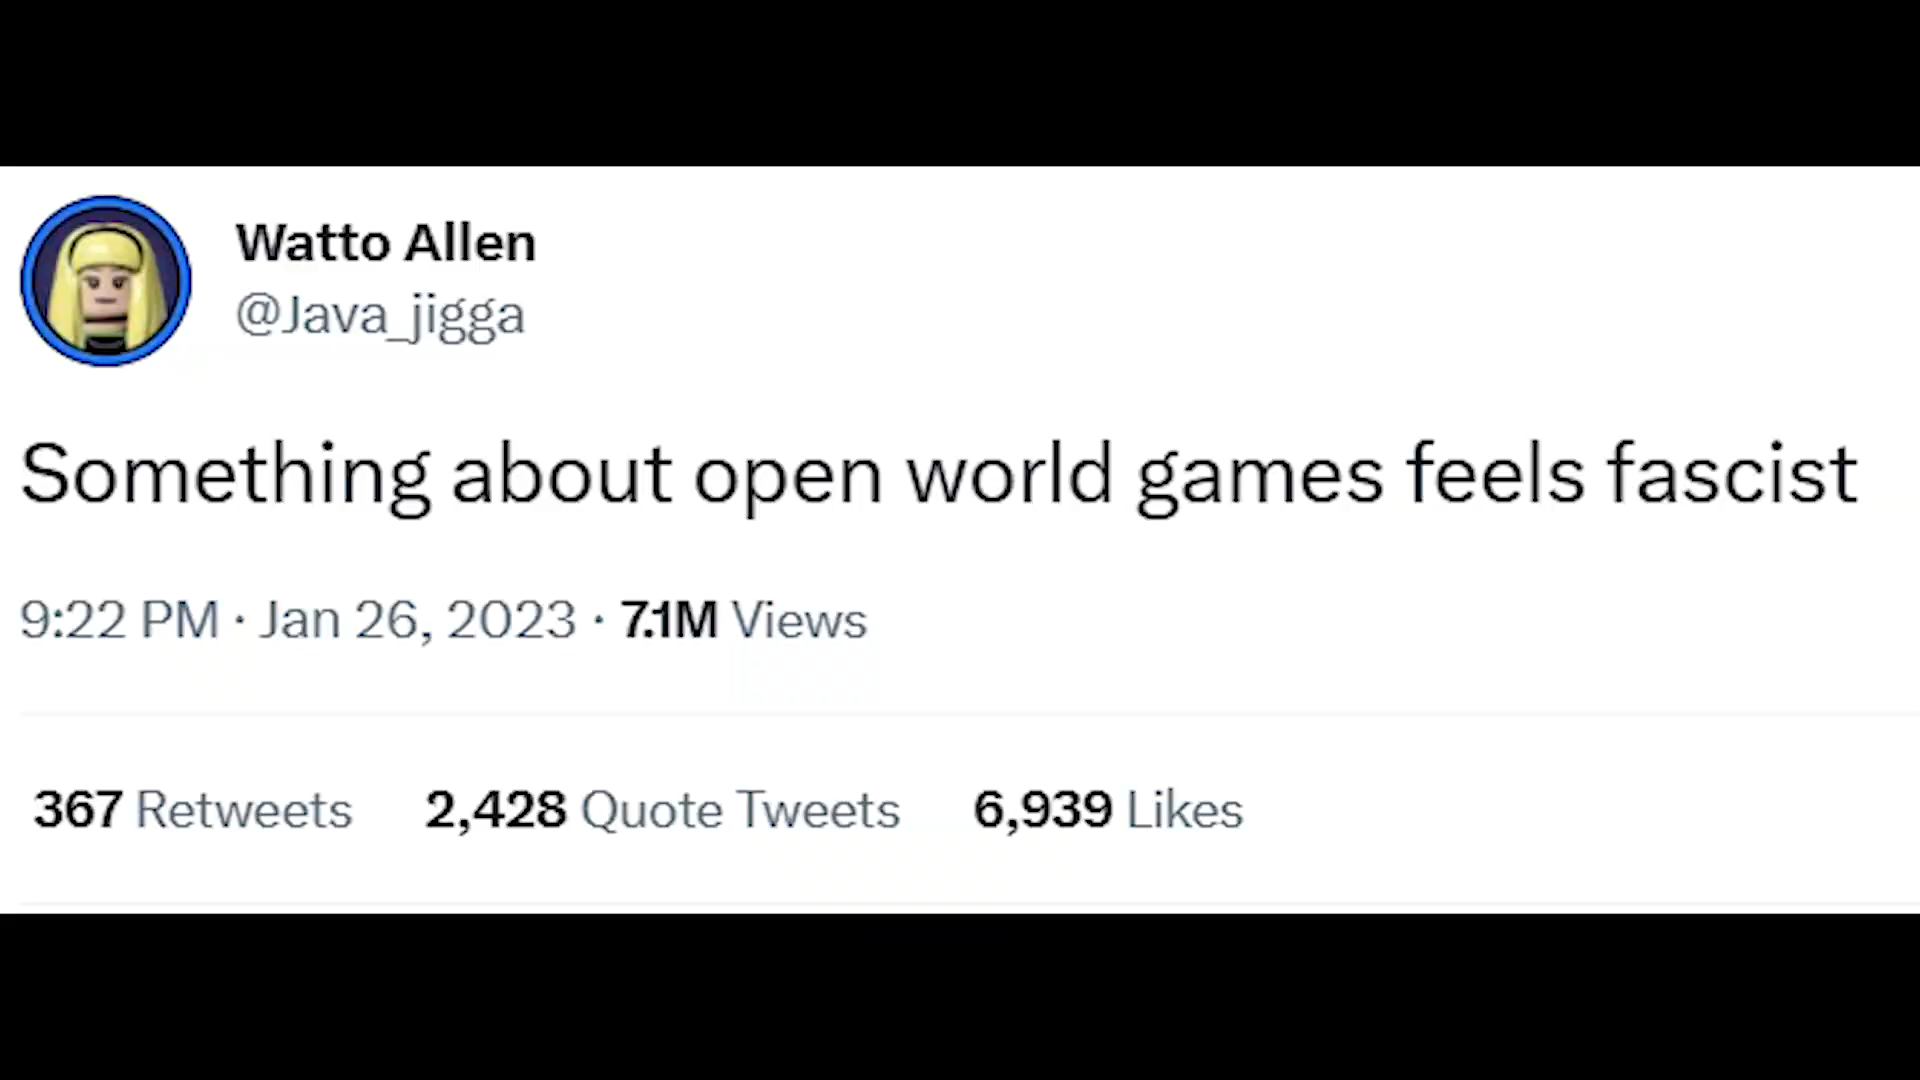 Watto Allen
@Java_jigga
Something about open world games feels fascist
9:22 PM · Jan 26, 2023 · 7.1M Views
367 Retweets 2,428 Quote Tweets 6,939 Likes